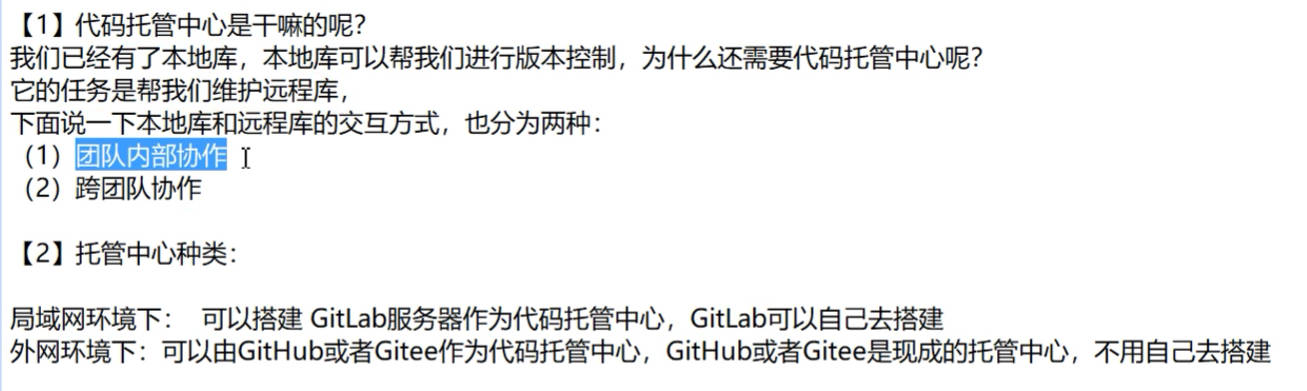 【1】代码托管中心是干嘛的呢？
我们已经有了本地库，本地库可以帮我们进行版本控制，为什么还需要代码托管中心呢？
它的任务是帮我们维护远程库，
下面说一下本地库和远程库的交互方式，也分为两种：
（1）团队内部协作
（2）跨团队协作
【2】托管中心种类：
局域网环境下： 可以搭建 GitLab服务器作为代码托管中心，GitLab可以自己去搭建
外网环境下：可以由GitHub或者Gitee作为代码托管中心，GitHub或者Gitee是现成的托管中心，不用自己去搭建